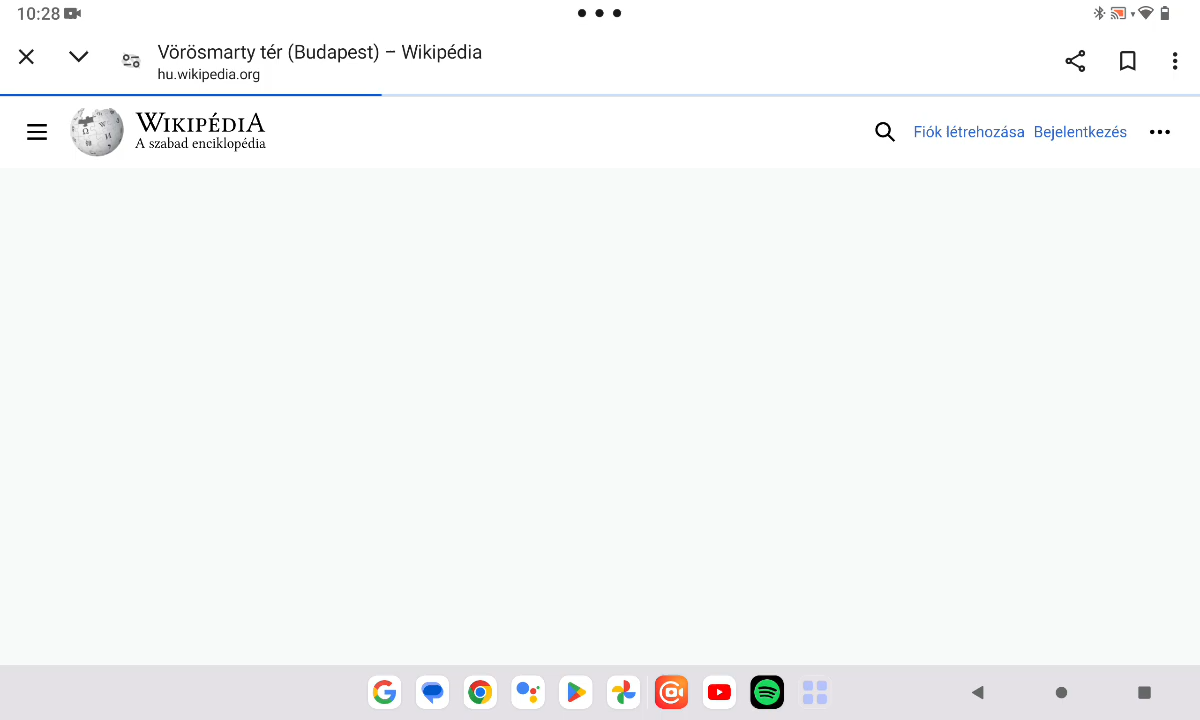 10:28
Vörösmarty tér (Budapest) – Wikipédia
hu.wikipedia.org
WIKIPÉDIA
A szabad enciklopédia
Fiók létrehozása Bejelentkezés